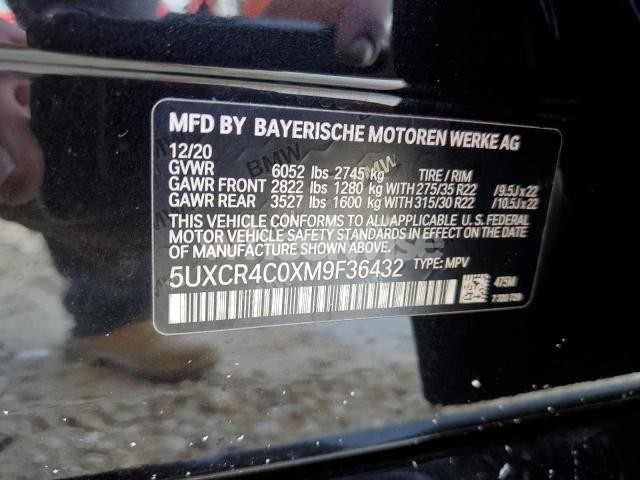 MFD BY BAYERISCHE MOTOREN WERKE AG
12/20
GVWR 6052 lbs 2745 kg TIRE / RIM
GAWR FRONT 2822 lbs 1280 kg WITH 275/35 R22 /9.5Jx22
GAWR REAR 3527 lbs 1600 kg WITH 315/30 R22 /10.5Jx22
THIS VEHICLE CONFORMS TO ALL APPLICABLE U.S. FEDERAL
MOTOR VEHICLE SAFETY STANDARDS IN EFFECT ON THE DATE
OF MANUFACTURE SHOWN ABOVE.
5UXCR4C0XM9F36432 TYPE: MPV
475M
BMW
BMW